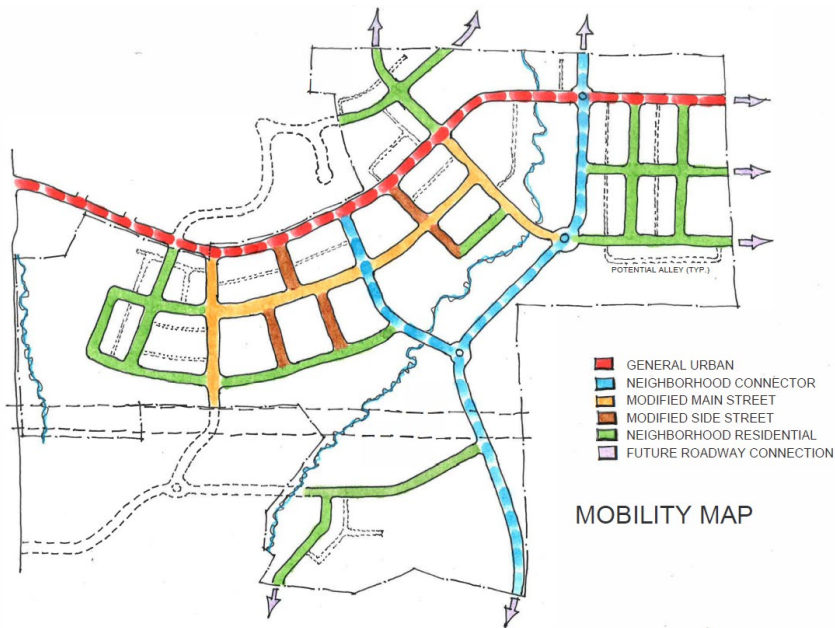 POTENTIAL ALLEY (TYP.)
GENERAL URBAN
NEIGHBORHOOD CONNECTOR
MODIFIED MAIN STREET
MODIFIED SIDE STREET
NEIGHBORHOOD RESIDENTIAL
FUTURE ROADWAY CONNECTION
MOBILITY MAP